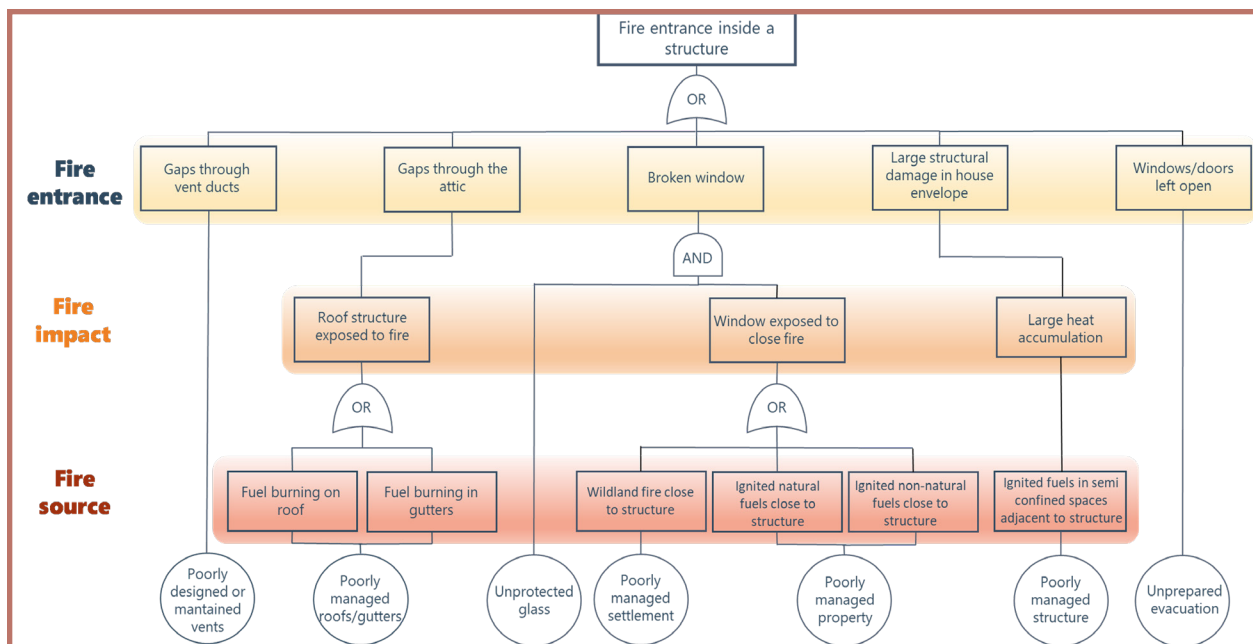 Fire entrance inside a
structure
OR
Fire
entrance
Gaps through
vent ducts
Gaps through the
attic
Broken window
Large structural
damage in house
envelope
Windows/doors
left open
AND
Fire
impact
Roof structure
exposed to fire
Window exposed to
close fire
Large heat
accumulation
OR
OR
Fire
source
Fuel burning on
roof
Fuel burning in
gutters
Wildland fire close
to structure
Ignited natural
fuels close to
structure
Ignited non-natural
fuels close to
structure
Ignited fuels in semi
confined spaces
adjacent to structure
Poorly
designed or
mantained
vents
Poorly
managed
roofs/gutters
Unprotected
glass
Poorly
managed
settlement
Poorly
managed
property
Poorly
managed
structure
Unprepared
evacuation